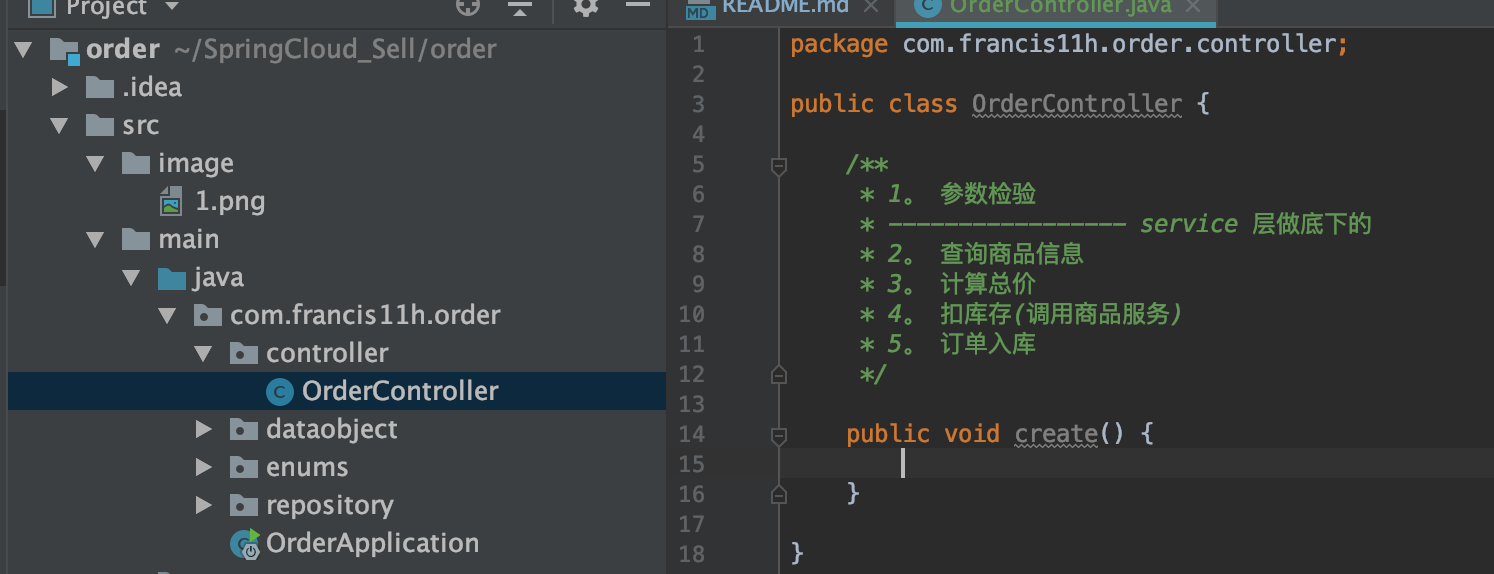 Project
order ~/SpringCloud_Sell/order
.idea
src
image
1.png
main
java
com.francis11h.order
controller
OrderController
dataobject
enums
repository
OrderApplication
MD README.md
C OrderController.java
1 package com.francis11h.order.controller;
2
3 public class OrderController {
4
5 /**
6 * 1。 参数检验
7 * ----------------- service 层做底下的
8 * 2。 查询商品信息
9 * 3。 计算总价
10 * 4。 扣库存(调用商品服务)
11 * 5。 订单入库
12 */
13
14 public void create() {
15
16 }
17
18 }